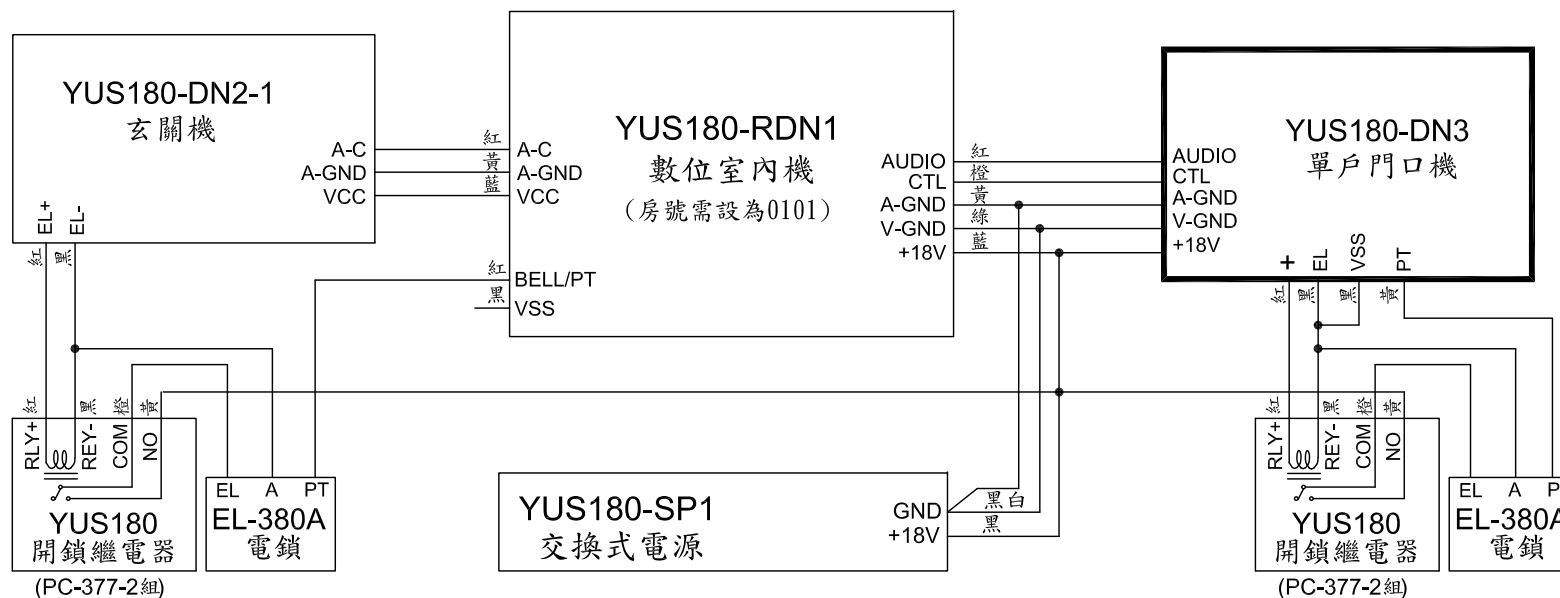 YUS180-DN2-1
玄關機
A-C
A-GND
VCC
EL+
EL-
紅
黑
紅
黃
藍
YUS180-RDN1
數位室內機
(房號需設為0101)
A-C
A-GND
VCC
紅
BELL/PT
黑
VSS
AUDIO
CTL
A-GND
V-GND
+18V
紅
橙
黃
綠
藍
YUS180-DN3
單戶門口機
AUDIO
CTL
A-GND
V-GND
+18V
+
EL
VSS
PT
紅
黑
黑
黃
紅
黑
橙
黃
RLY+
REY-
COM
NO
YUS180
開鎖繼電器
(PC-377-2組)
EL A PT
EL-380A
電鎖
YUS180-SP1
交換式電源
GND
+18V
黑白
黑
紅
黑
橙
黃
RLY+
REY-
COM
NO
YUS180
開鎖繼電器
(PC-377-2組)
EL A P
EL-380A
電鎖